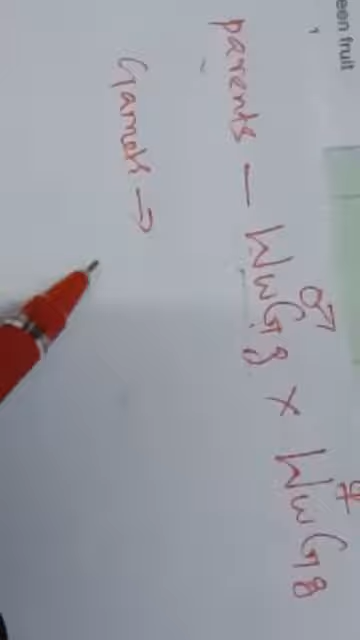 een fruit
parents — WwGg × WwGg
♂ ♀
Gamets →